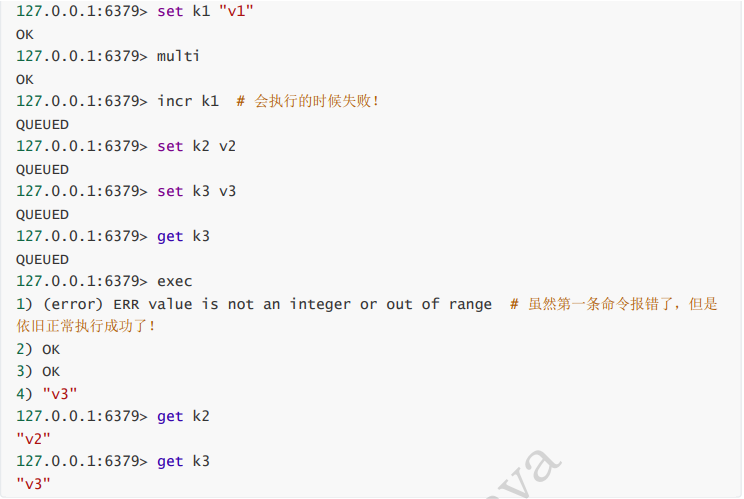 127.0.0.1:6379> set k1 "v1"
OK
127.0.0.1:6379> multi
OK
127.0.0.1:6379> incr k1  # 会执行的时候失败！
QUEUED
127.0.0.1:6379> set k2 v2
QUEUED
127.0.0.1:6379> set k3 v3
QUEUED
127.0.0.1:6379> get k3
QUEUED
127.0.0.1:6379> exec
1) (error) ERR value is not an integer or out of range  # 虽然第一条命令报错了，但是
依旧正常执行成功了！
2) OK
3) OK
4) "v3"
127.0.0.1:6379> get k2
"v2"
127.0.0.1:6379> get k3
"v3"